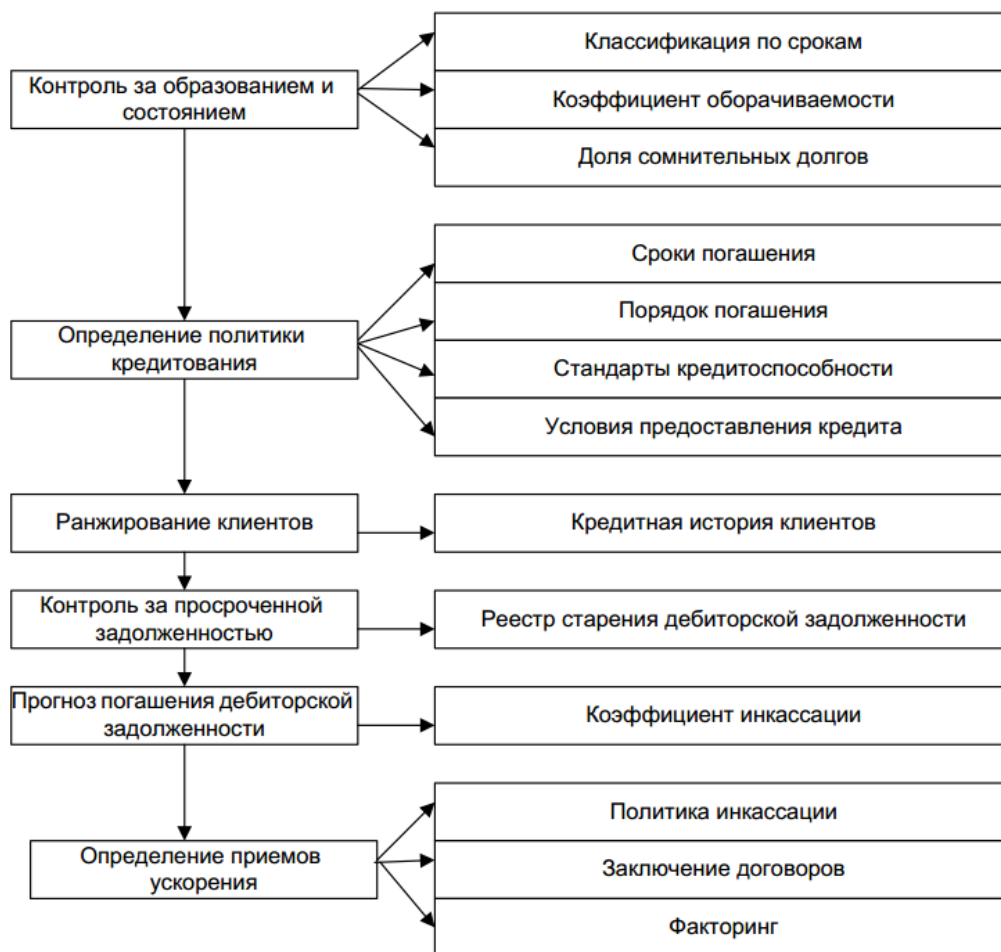 Контроль за образованием и
состоянием
Классификация по срокам
Коэффициент оборачиваемости
Доля сомнительных долгов
Определение политики
кредитования
Сроки погашения
Порядок погашения
Стандарты кредитоспособности
Условия предоставления кредита
Ранжирование клиентов
Кредитная история клиентов
Контроль за просроченной
задолженностью
Реестр старения дебиторской задолженности
Прогноз погашения дебиторской
задолженности
Коэффициент инкассации
Определение приемов
ускорения
Политика инкассации
Заключение договоров
Факторинг